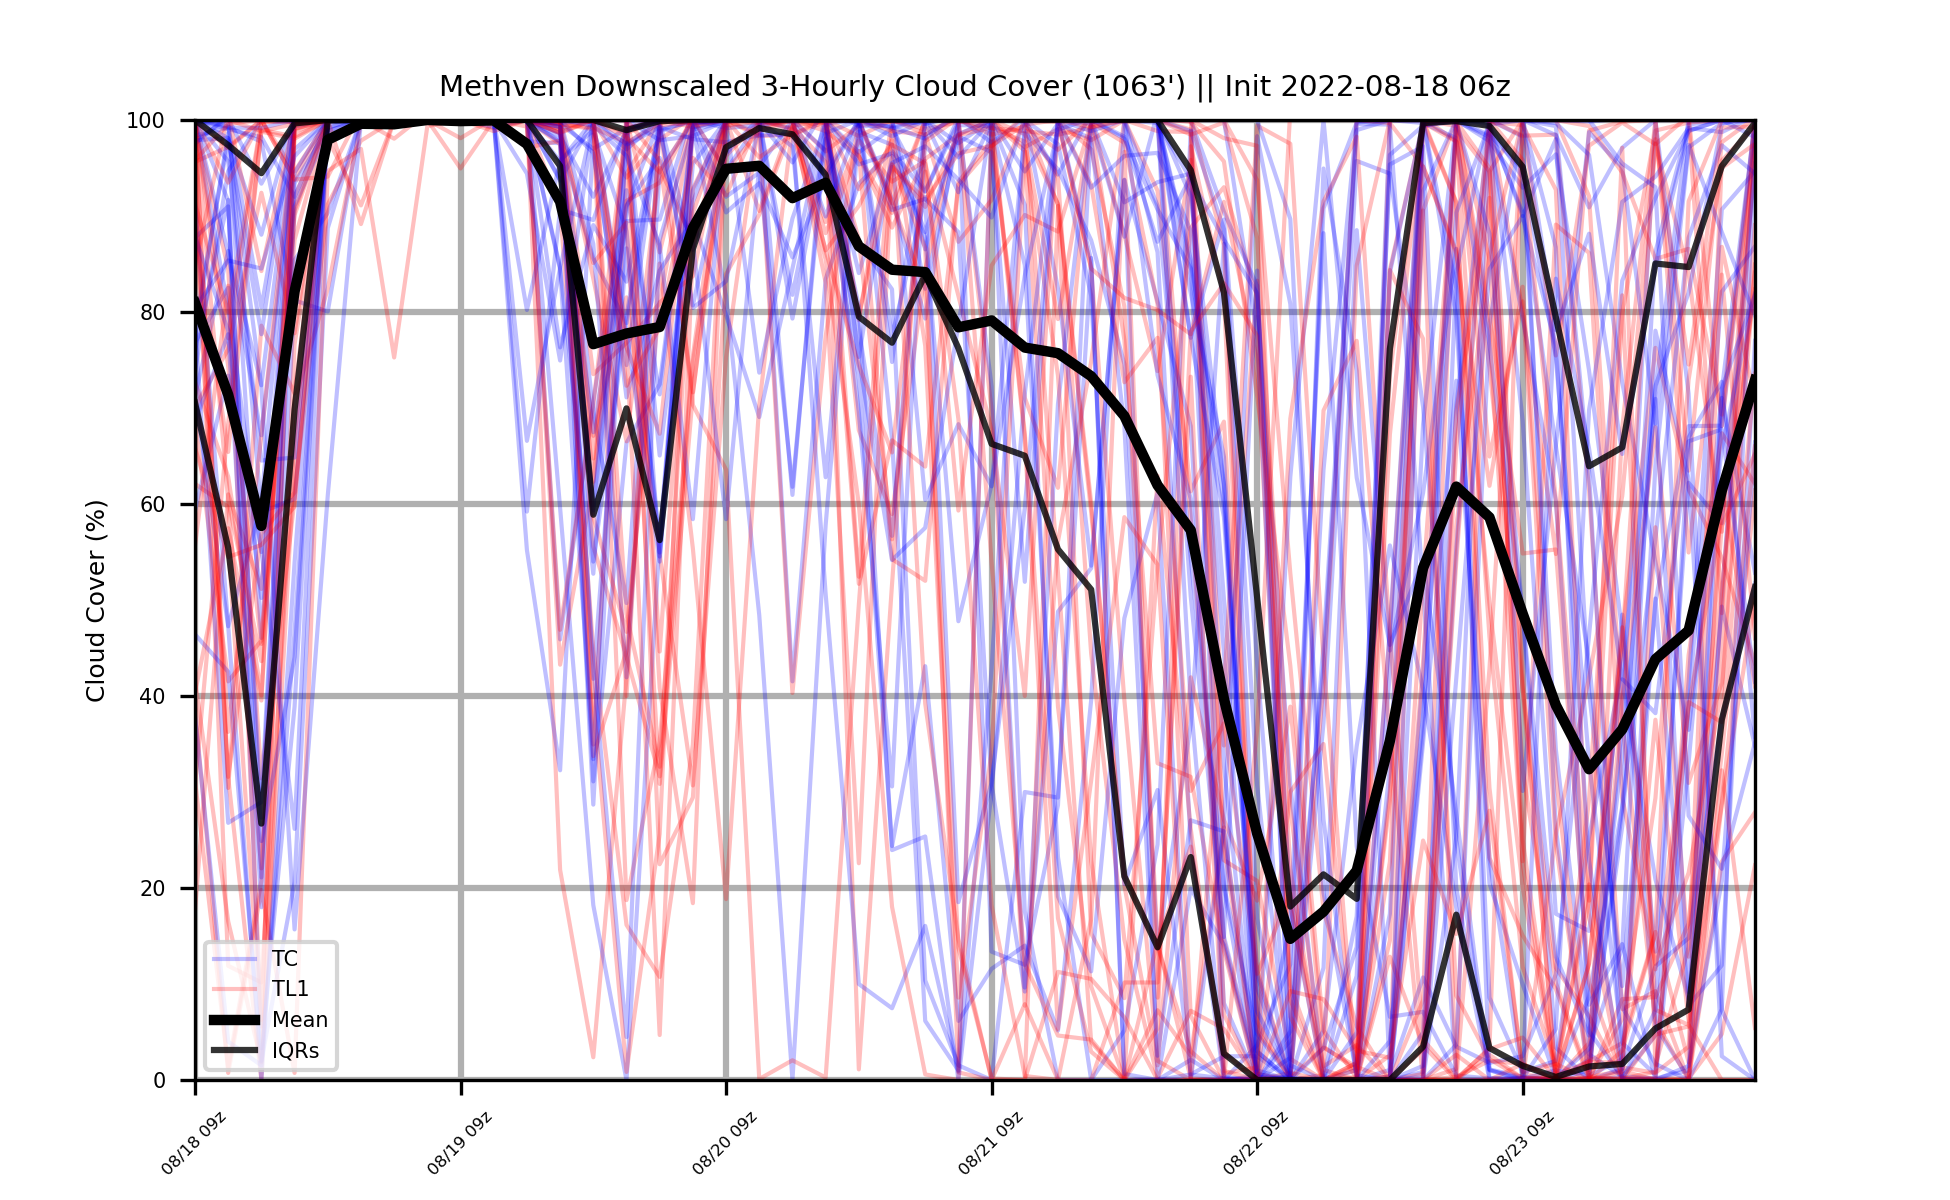 Methven Downscaled 3-Hourly Cloud Cover (1063') || Init 2022-08-18 06z
Cloud Cover (%)
100
80
60
40
20
0
TC
TL1
Mean
IQRs
08/18 09z
08/19 09z
08/20 09z
08/21 09z
08/22 09z
08/23 09z